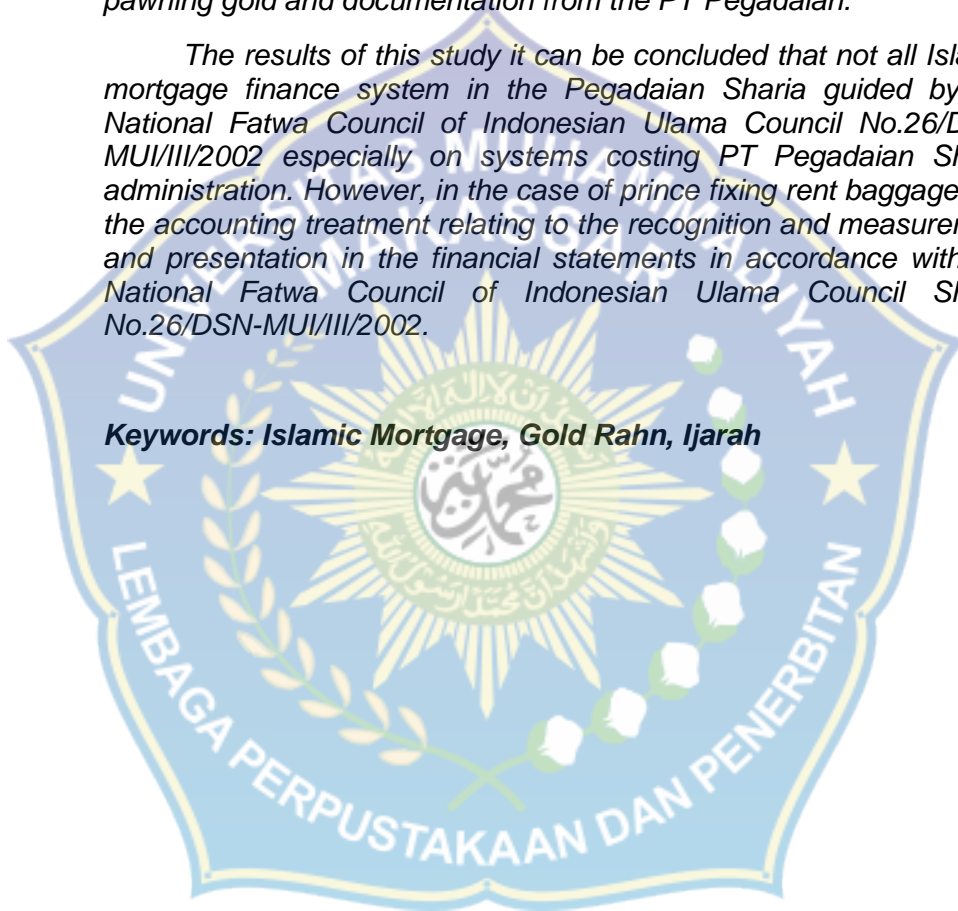 pawning gold and documentation from the PT Pegadaian.
The results of this study it can be concluded that not all Isla
mortgage finance system in the Pegadaian Sharia guided by
National Fatwa Council of Indonesian Ulama Council No.26/D
MUI/III/2002 especially on systems costing PT Pegadaian Sh
administration. However, in the case of prince fixing rent baggage
the accounting treatment relating to the recognition and measurer
and presentation in the financial statements in accordance with
National Fatwa Council of Indonesian Ulama Council Sh
No.26/DSN-MUI/III/2002.
Keywords: Islamic Mortgage, Gold Rahn, Ijarah
UNIVERSITAS MUHAMMADIYAH
MAKASSAR
LEMBAGA PERPUSTAKAAN DAN PENERBITAN